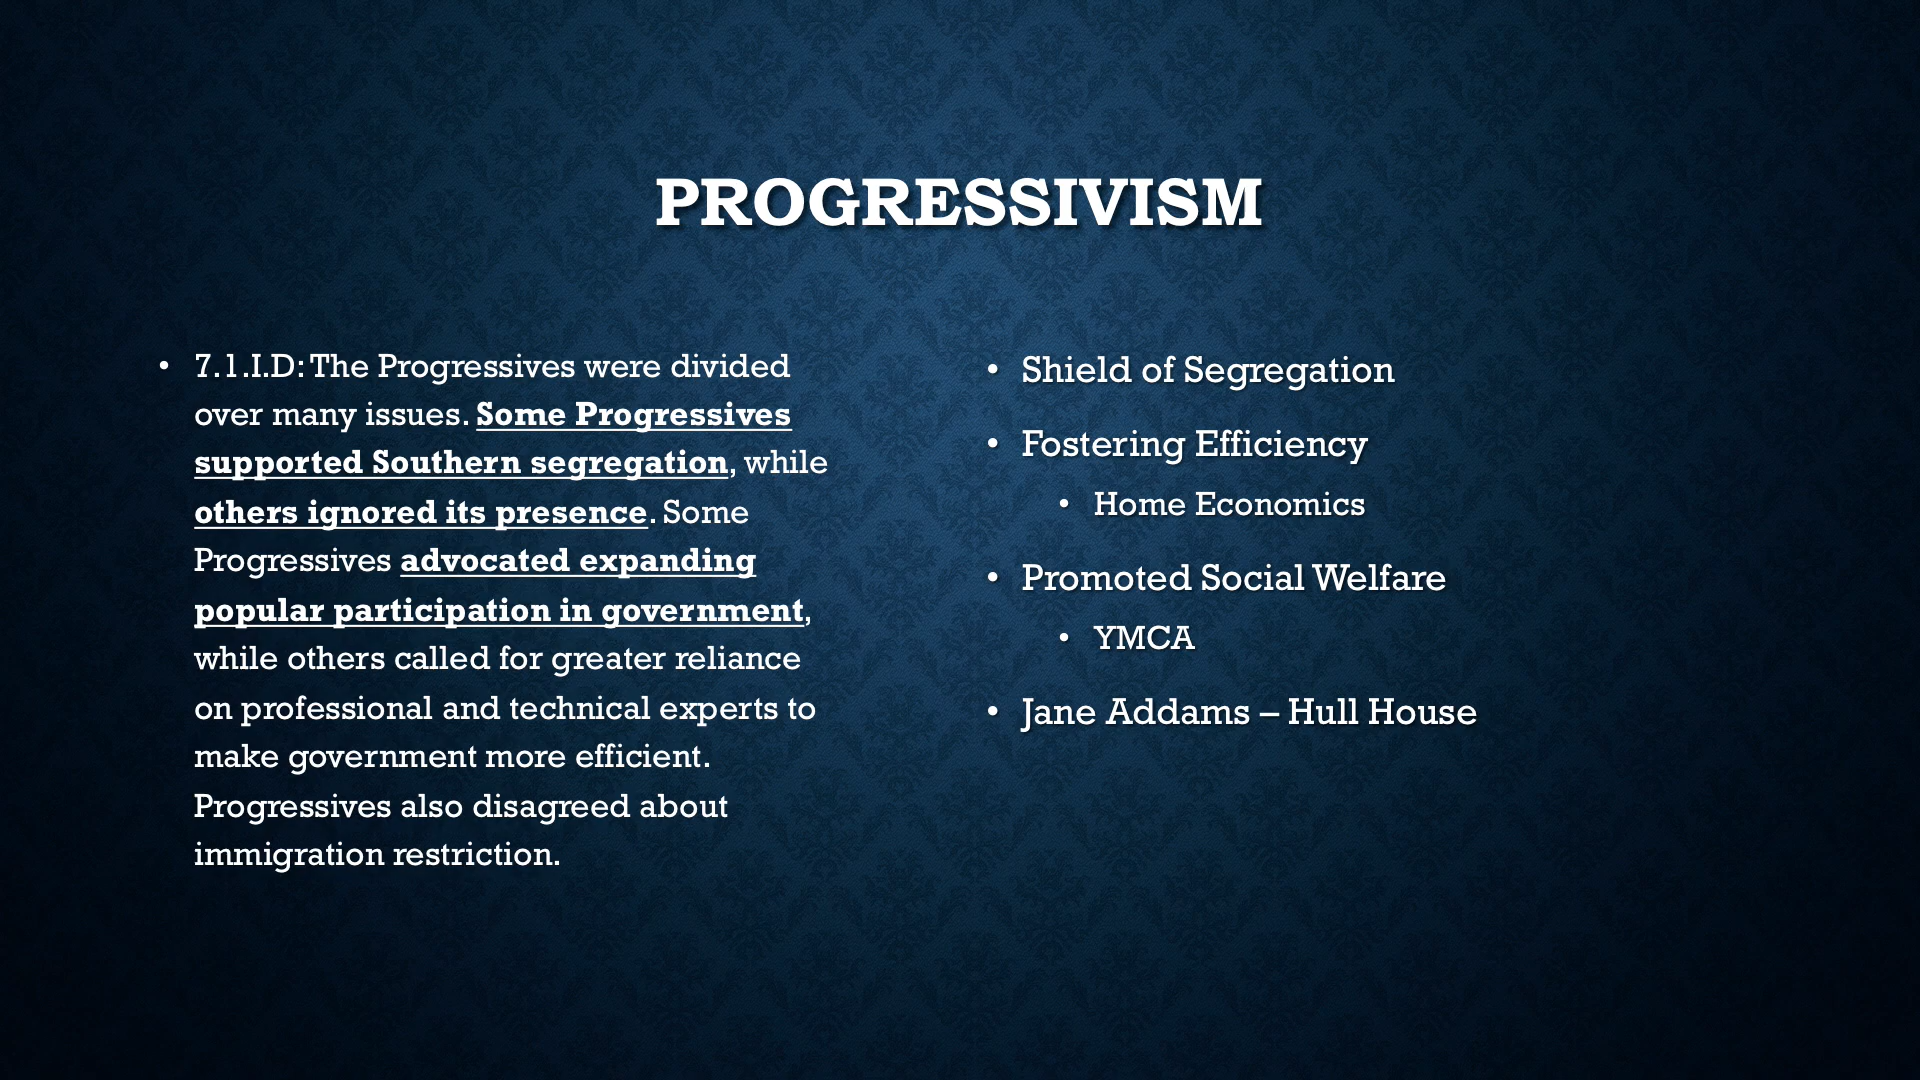 PROGRESSIVISM
• 7.1.I.D: The Progressives were divided
over many issues. Some Progressives
supported Southern segregation, while
others ignored its presence. Some
Progressives advocated expanding
popular participation in government,
while others called for greater reliance
on professional and technical experts to
make government more efficient.
Progressives also disagreed about
immigration restriction.
• Shield of Segregation
• Fostering Efficiency
• Home Economics
• Promoted Social Welfare
• YMCA
• Jane Addams – Hull House